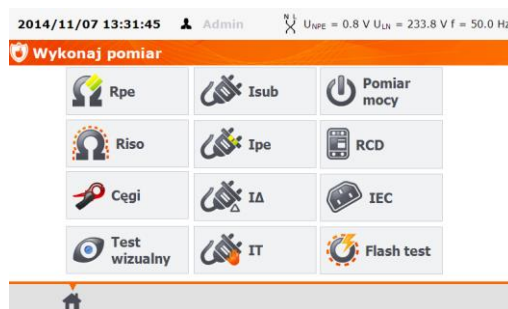 2014/11/07 13:31:45 Admin N L UNPE = 0.8 V ULN = 233.8 V f = 50.0 Hz
Wykonaj pomiar
Rpe Isub Pomiar mocy
Riso Ipe RCD
Cęgi IΔ IEC
Test wizualny IT Flash test